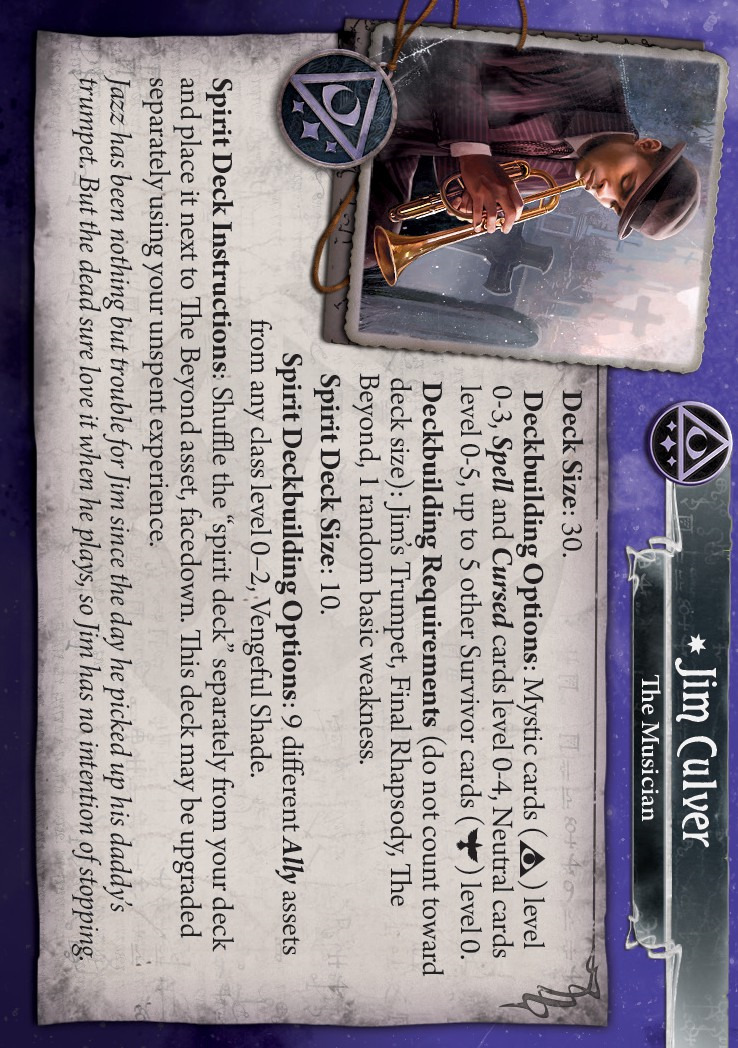 Jim Culver
The Musician
Deck Size: 30.
Deckbuilding Options: Mystic cards ( ) level
0-3, Spell and Cursed cards level 0-4, Neutral cards
level 0-5, up to 5 other Survivor cards ( ) level 0.
Deckbuilding Requirements (do not count toward
deck size): Jim's Trumpet, Final Rhapsody, The
Beyond, 1 random basic weakness.
Spirit Deck Size: 10.
Spirit Deckbuilding Options: 9 different Ally assets
from any class level 0–2, Vengeful Shade.
Spirit Deck Instructions: Shuffle the “spirit deck” separately from your deck
and place it next to The Beyond asset, facedown. This deck may be upgraded
separately using your unspent experience.
Jazz has been nothing but trouble for Jim since the day he picked up his daddy's
trumpet. But the dead sure love it when he plays, so Jim has no intention of stopping.